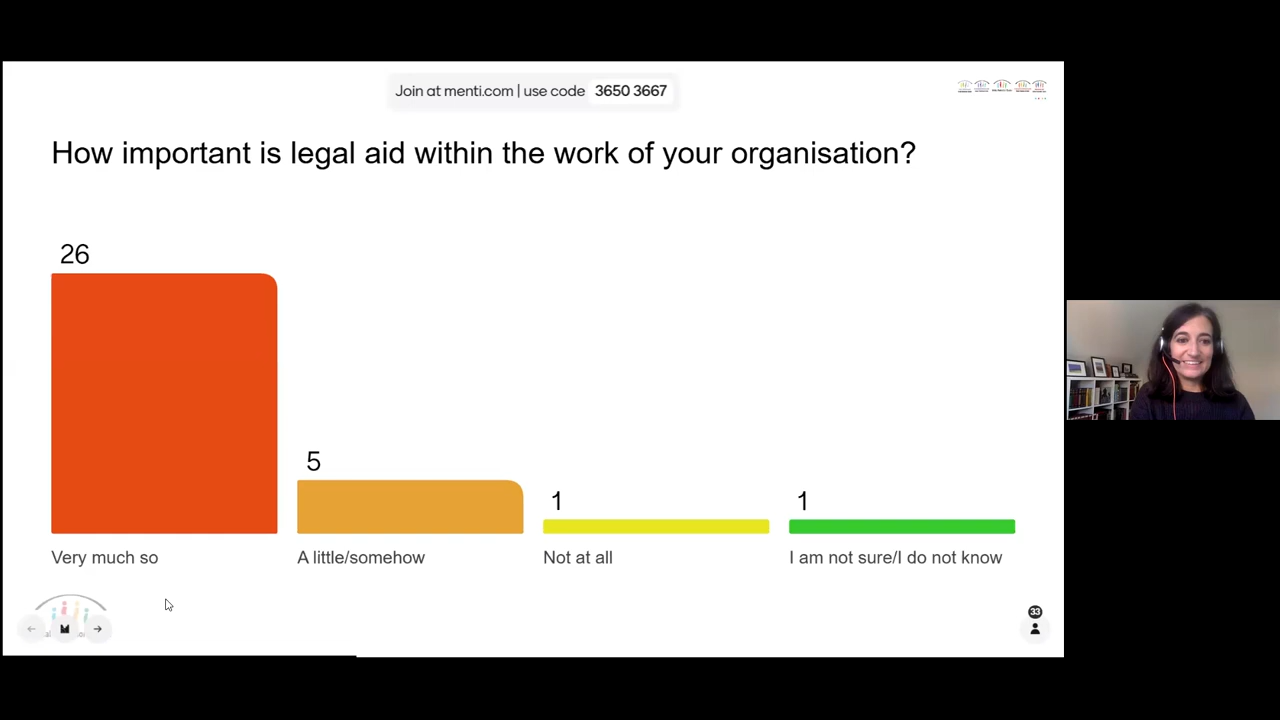 Join at menti.com | use code 3650 3667
How important is legal aid within the work of your organisation?
26
5
1
1
Very much so
A little/somehow
Not at all
I am not sure/I do not know
33